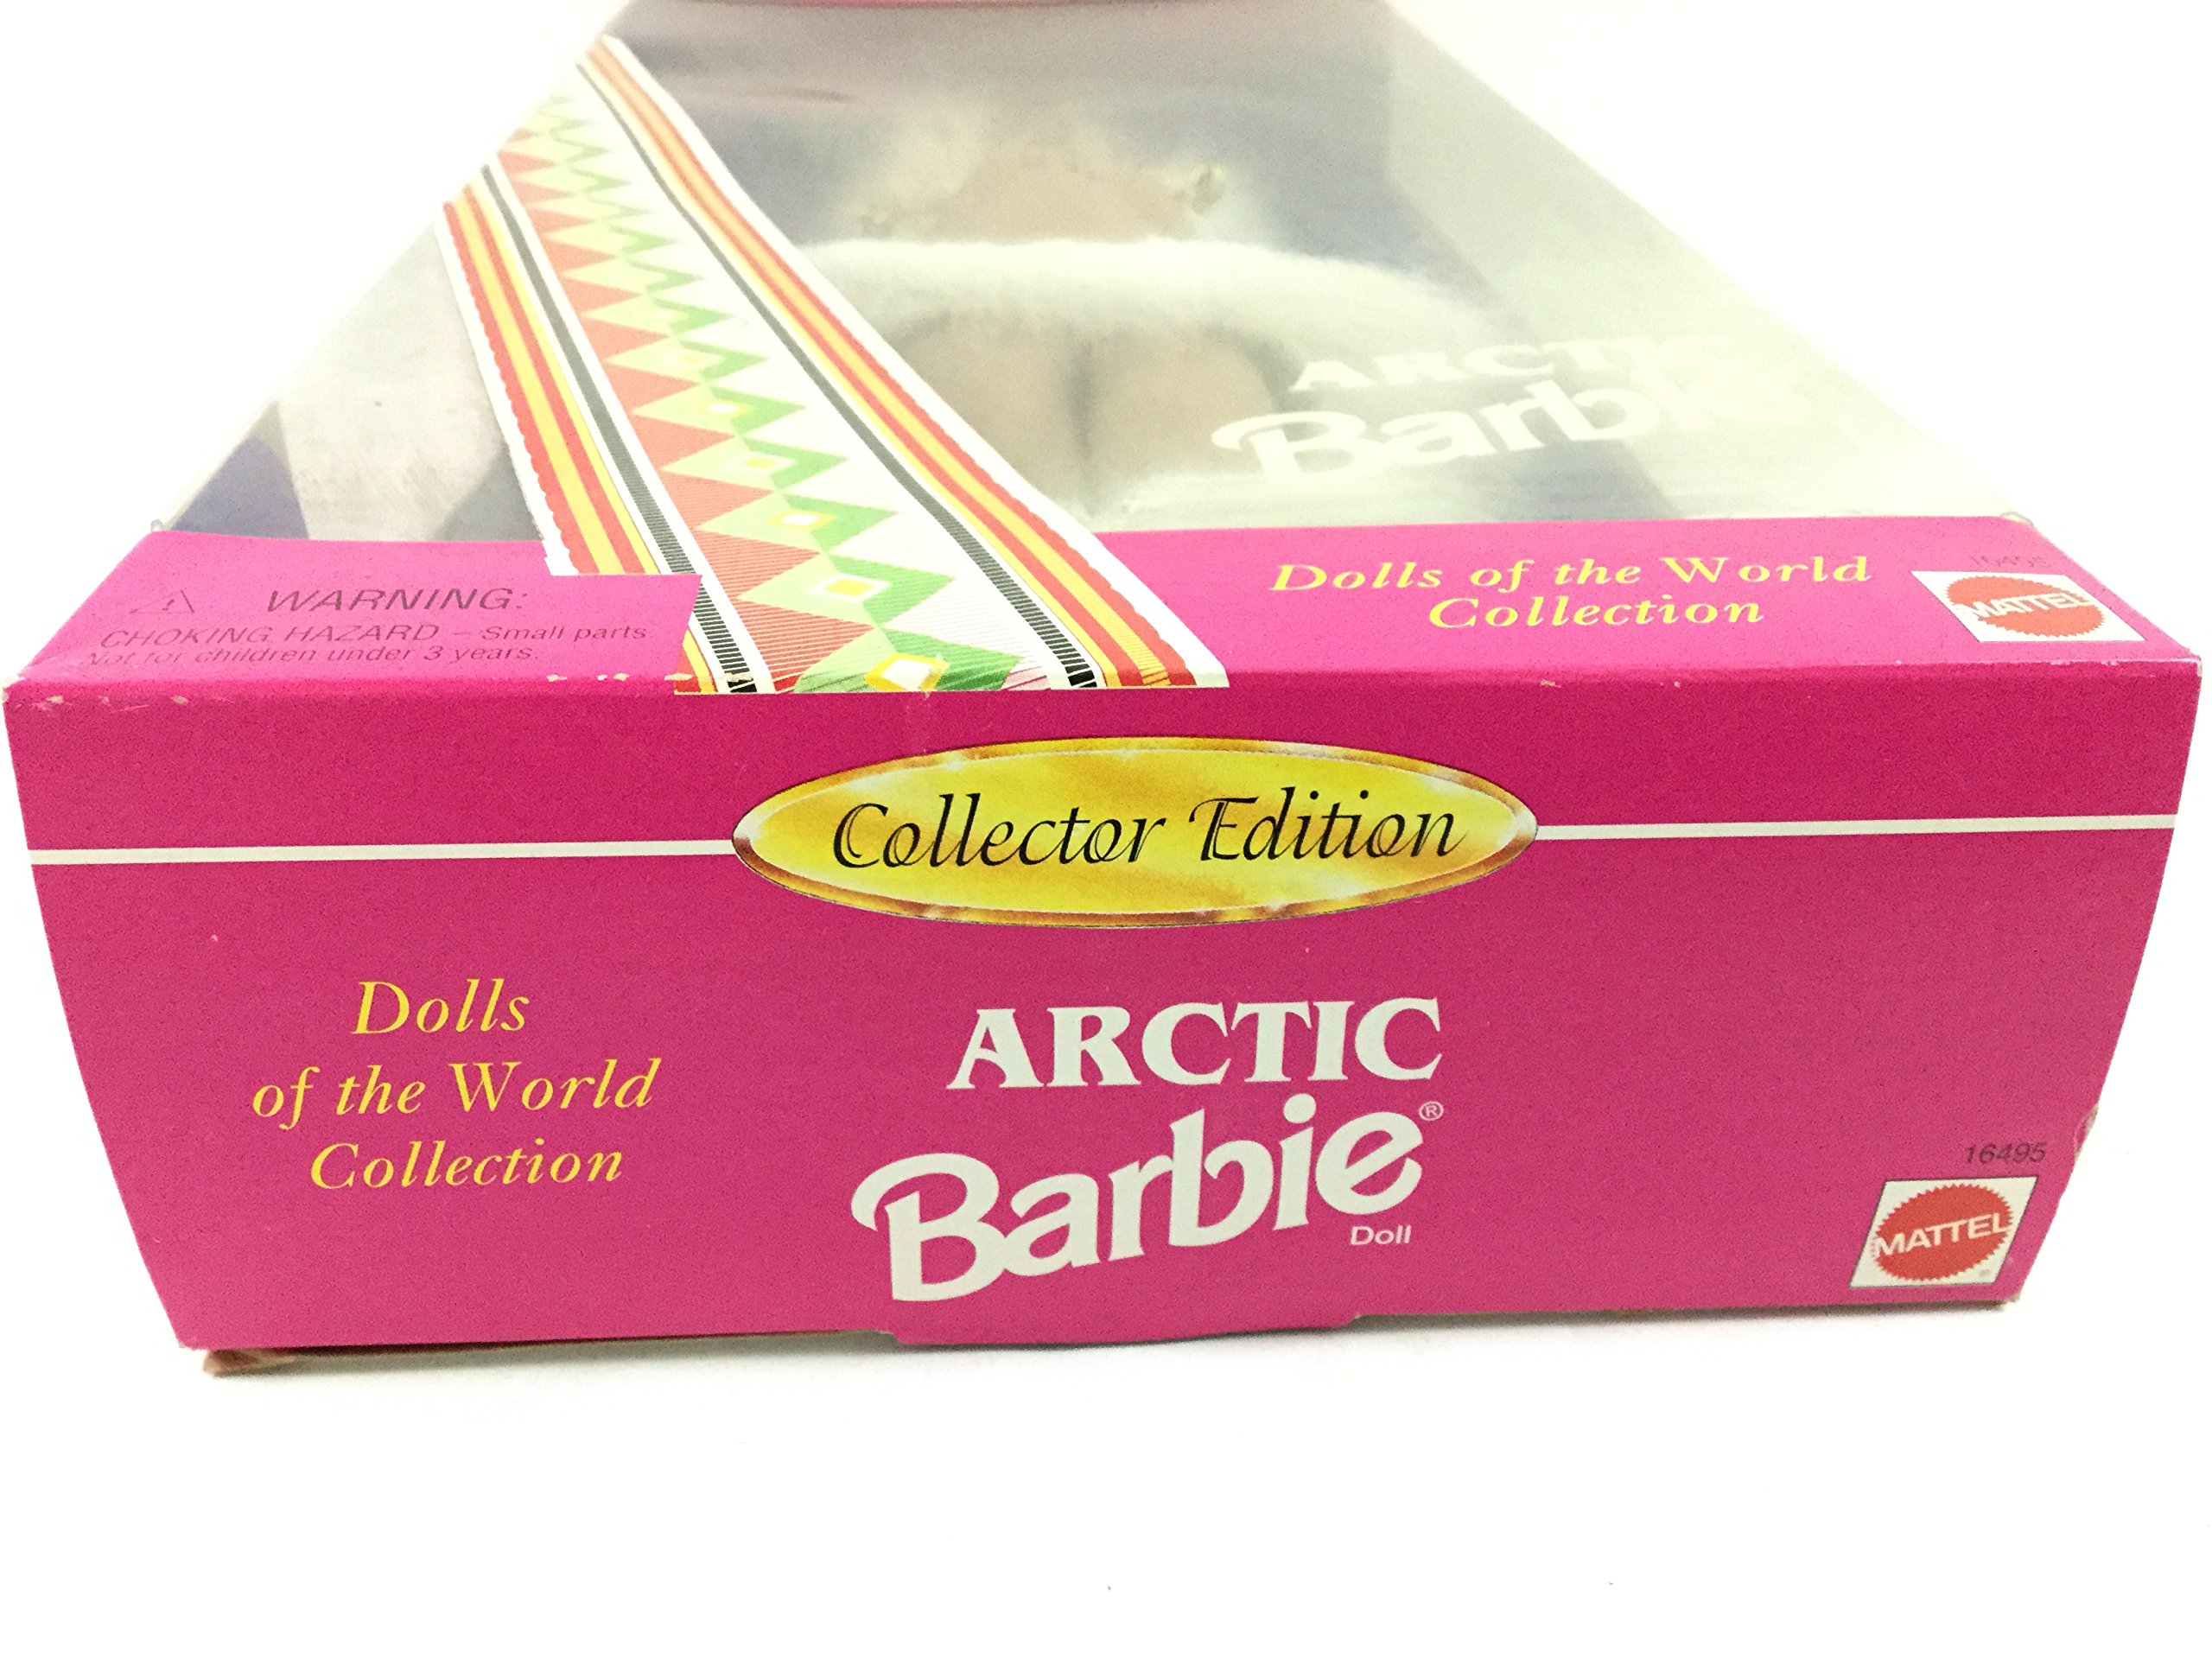 ARCTIC
Barbie
WARNING:
CHOKING HAZARD – Small parts.
Not for children under 3 years.
Dolls of the World
Collection
16495
MATTEL
Collector Edition
Dolls
of the World
Collection
ARCTIC
Barbie®
Doll
16495
MATTEL